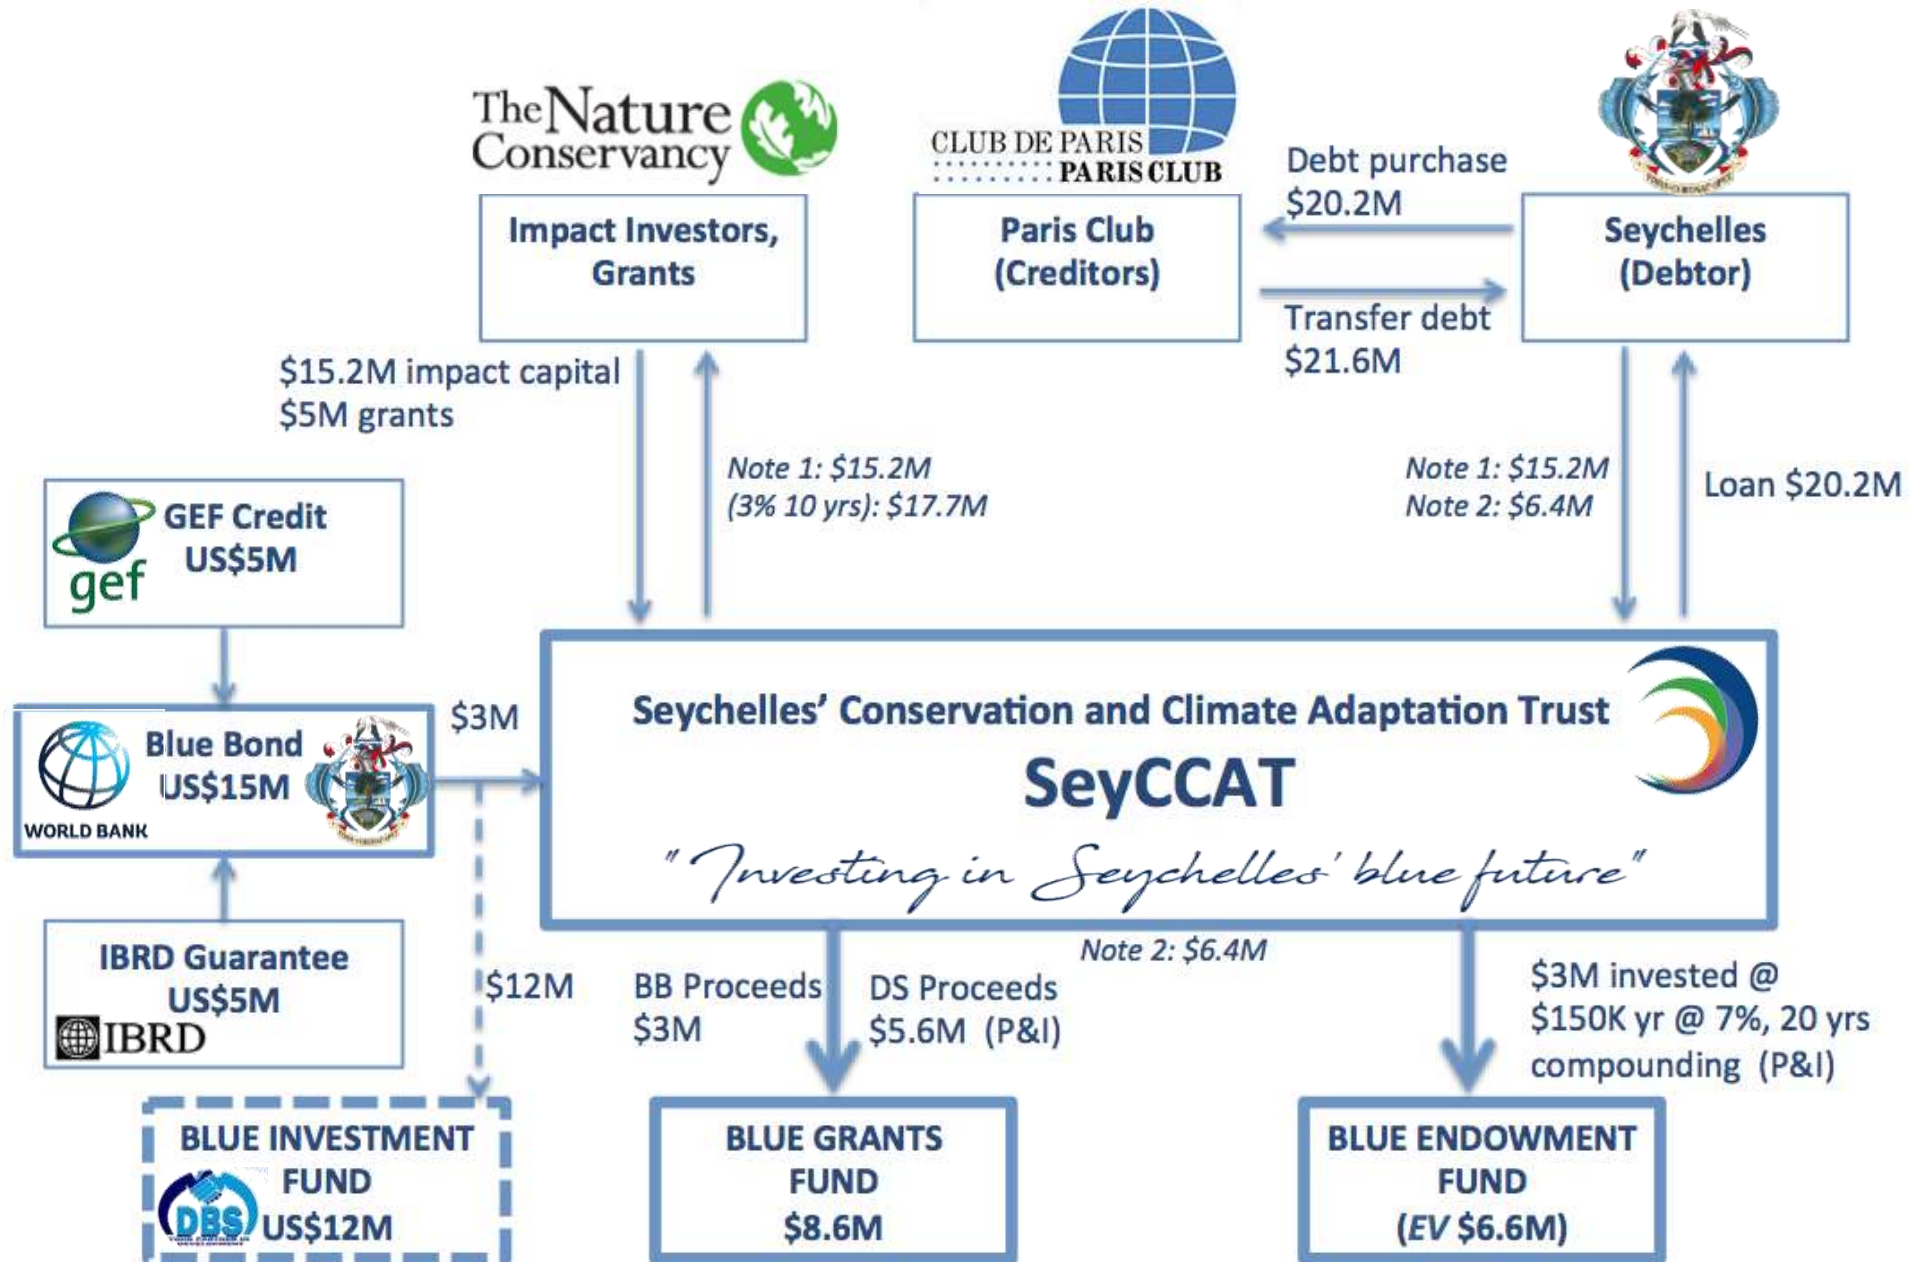 The Nature
Conservancy
CLUB DE PARIS
PARIS CLUB
Debt purchase
$20.2M
Impact Investors,
Grants
Paris Club
(Creditors)
Seychelles
(Debtor)
Transfer debt
$21.6M
$15.2M impact capital
$5M grants
Note 1: $15.2M
(3% 10 yrs): $17.7M
Note 1: $15.2M
Note 2: $6.4M
Loan $20.2M
gef
GEF Credit
US$5M
WORLD BANK
Blue Bond
US$15M
$3M
Seychelles’ Conservation and Climate Adaptation Trust
SeyCCAT
"Investing in Seychelles' blue future"
IBRD Guarantee
US$5M
IBRD
$12M
BB Proceeds
$3M
DS Proceeds
$5.6M (P&I)
Note 2: $6.4M
$3M invested @
$150K yr @ 7%, 20 yrs
compounding (P&I)
BLUE INVESTMENT
FUND
US$12M
DBS
BLUE GRANTS
FUND
$8.6M
BLUE ENDOWMENT
FUND
(EV $6.6M)